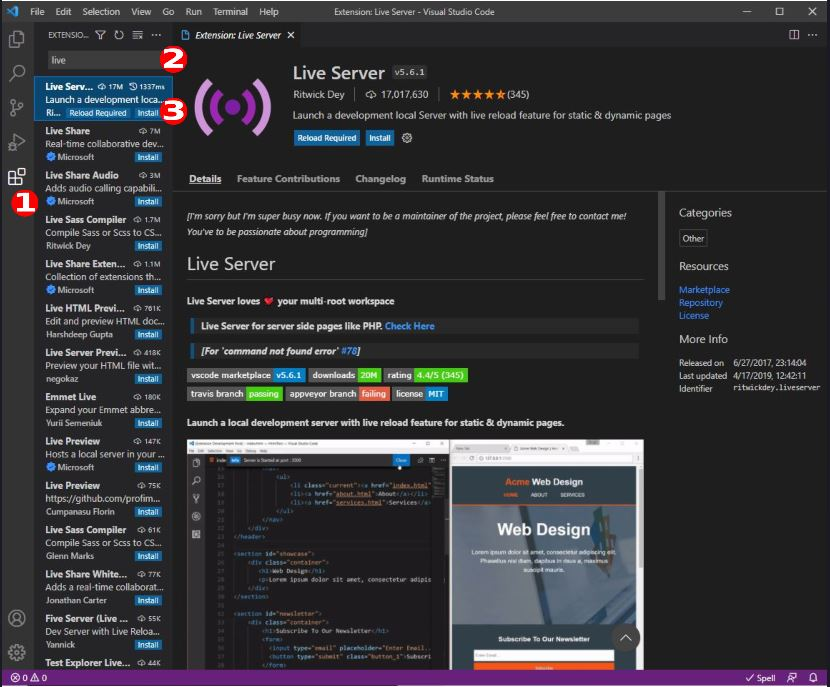 File Edit Selection View Go Run Terminal Help Extension: Live Server - Visual Studio Code
EXTENSIO...
Extension: Live Server
live
2
Live Serv... 17M 1337ms
Launch a development loca...
Ri... Reload Required Install
3
Live Share 7M
Real-time collaborative dev...
Microsoft Install
Live Share Audio 3M
Adds audio calling capabili...
Microsoft Install
1
Live Sass Compiler 1.7M
Compile Sass or Scss to CS...
Ritwick Dey Install
Live Share Exten... 1.1M
Collection of extensions th...
Microsoft Install
Live HTML Previ... 761K
Edit and preview HTML doc...
Harshdeep Gupta Install
Live Server Previ... 418K
Preview your HTML file wit...
negokaz Install
Emmet Live 180K
Expand your Emmet abbre...
Yurii Semeniuk Install
Live Preview 147K
Hosts a local server in your ...
Microsoft Install
Live Preview 75K
https://github.com/profim...
Cumpanasu Florin Install
Live Sass Compiler 61K
Compile Sass or Scss to CS...
Glenn Marks Install
Live Share White... 77K
Adds a real-time collaborat...
Jonathan Carter Install
Five Server (Live ... 55K
Dev Server with Live Reloa...
Yannick Install
Test Explorer Live... 44K
Live Server v5.6.1
Ritwick Dey 17,017,630 (345)
Launch a development local Server with live reload feature for static & dynamic pages
Reload Required Install
Details Feature Contributions Changelog Runtime Status
[I'm sorry but I'm super busy now. If you want to be a maintainer of the project, please feel free to contact me!
You've to be passionate about programming]
Live Server
Live Server loves your multi-root workspace
Live Server for server side pages like PHP. Check Here
[For 'command not found error' #78]
vscode marketplace v5.6.1 downloads 20M rating 4.4/5 (345)
travis branch passing appveyor branch failing license MIT
Launch a local development server with live reload feature for static & dynamic pages.
<ul>
<li class="current"><a href="index.html"
<li><a href="about.html">About</a></li>
<li><a href="services.html">Services</a>
</ul>
</nav>
</div>
</header>
<section id="showcase">
<div class="container">
<h1>Web Design</h1>
<p>Lorem ipsum dolor sit amet, consectetur adipis
</div>
</section>
<section id="newsletter">
<div class="container">
<h1>Subscribe To Our Newsletter</h1>
<form>
<input type="email" placeholder="Enter Email..
<button type="submit" class="button_1">Subscri
</form>
Acme Web Design
HOME ABOUT SERVICES
Web Design
Lorem ipsum dolor sit amet, consectetur adipiscing elit.
Phasellus nisi diam, dapibus in risus a, maximus
suscipit mauris.
Subscribe To Our Newsletter
Categories
Other
Resources
Marketplace
Repository
License
More Info
Released on 6/27/2017, 23:14:04
Last updated 4/17/2019, 12:42:11
Identifier ritwickdey.liveserver
0 0 Spell